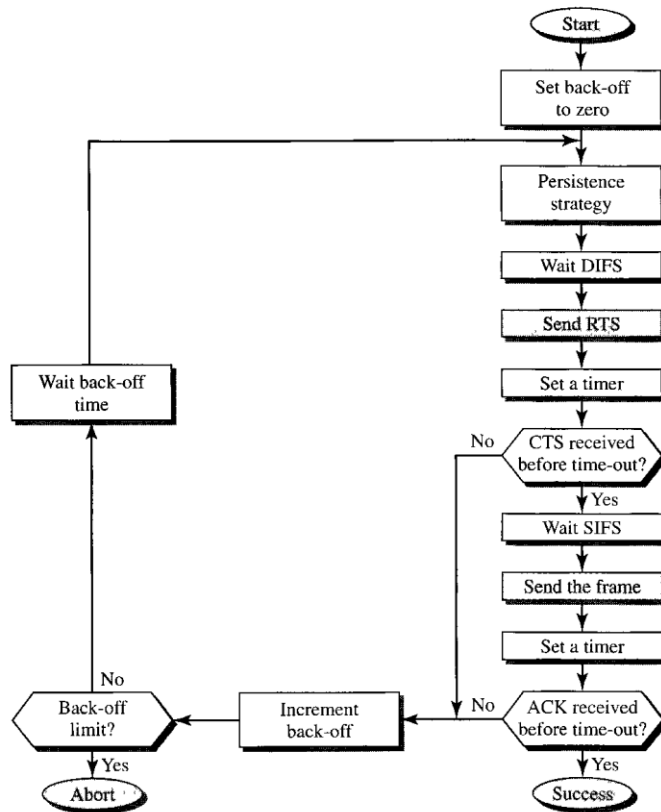 Start
Set back-off
to zero
Persistence
strategy
Wait DIFS
Send RTS
Wait back-off
time
Set a timer
No
CTS received
before time-out?
Yes
Wait SIFS
Send the frame
Set a timer
No
Back-off
limit?
Increment
back-off
No
ACK received
before time-out?
Yes
Yes
Abort
Success